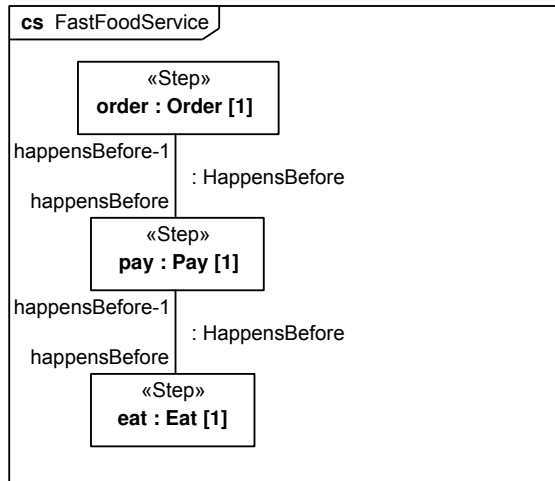 cs FastFoodService
«Step»
order : Order [1]
happensBefore-1
: HappensBefore
happensBefore
«Step»
pay : Pay [1]
happensBefore-1
: HappensBefore
happensBefore
«Step»
eat : Eat [1]